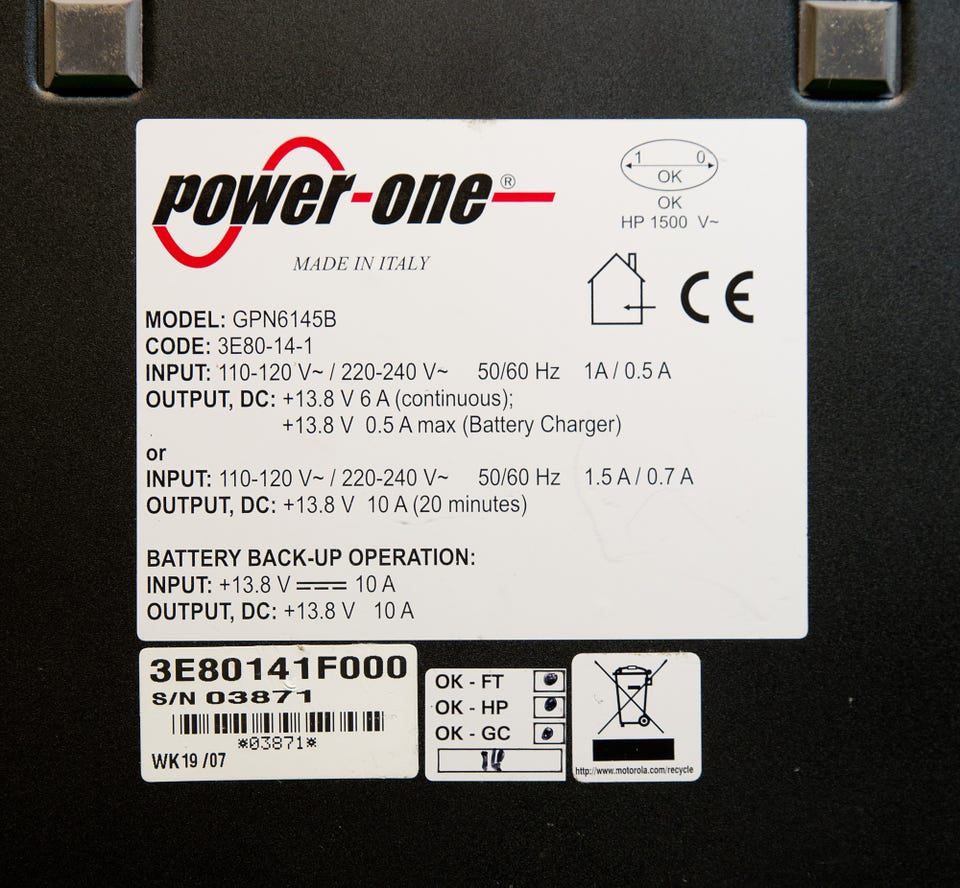 power-one®
1 0
OK
OK
HP 1500 V~
MADE IN ITALY
CE
MODEL: GPN6145B
CODE: 3E80-14-1
INPUT: 110-120 V~ / 220-240 V~ 50/60 Hz 1A / 0.5 A
OUTPUT, DC: +13.8 V 6 A (continuous);
+13.8 V 0.5 A max (Battery Charger)
or
INPUT: 110-120 V~ / 220-240 V~ 50/60 Hz 1.5 A / 0.7 A
OUTPUT, DC: +13.8 V 10 A (20 minutes)
BATTERY BACK-UP OPERATION:
INPUT: +13.8 V ⎓ 10 A
OUTPUT, DC: +13.8 V 10 A
3E80141F000
S/N 03871
*03871*
WK19 /07
OK - FT
OK - HP
OK - GC
http://www.motorola.com/recycle